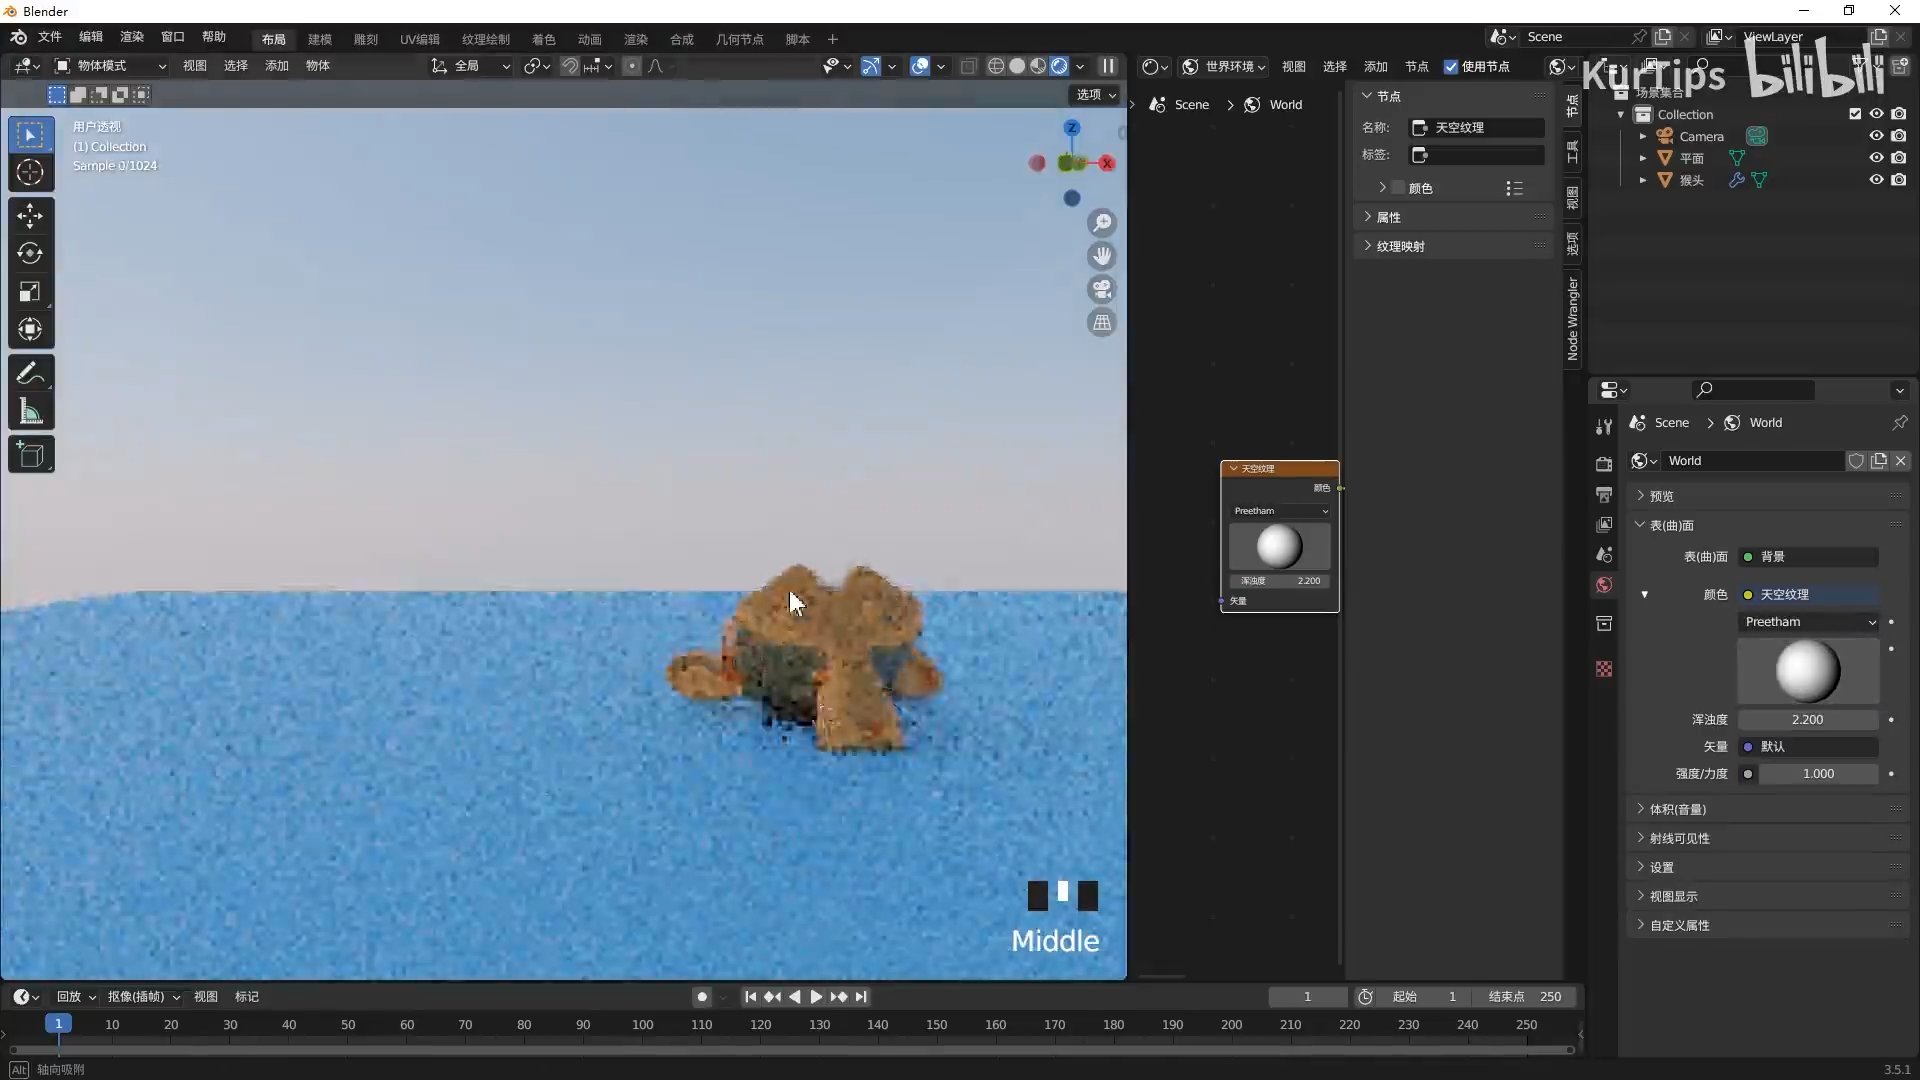 Blender
文件 编辑 渲染 窗口 帮助 布局 建模 雕刻 UV编辑 纹理绘制 着色 动画 渲染 合成 几何节点 脚本 + Scene ViewLayer
物体模式 视图 选择 添加 物体 全局 世界环境 视图 选择 添加 节点 使用节点
KurTips bilibili
选项
用户透视
(1) Collection
Sample 0/1024
Z
X
Scene > World
节点
名称: 天空纹理
标签:
颜色
属性
纹理映射
节点
工具
视图
选项
Node Wrangler
场景集合
Collection
Camera
平面
猴头
天空纹理
颜色
Preetham
浑浊度 2.200
矢量
Scene > World
World
预览
表(曲)面
表(曲)面 背景
颜色 天空纹理
Preetham
浑浊度 2.200
矢量 默认
强度/力度 1.000
体积(音量)
射线可见性
设置
视图显示
自定义属性
Middle
回放 抠像(插帧) 视图 标记 1 起始 1 结束点 250
1 10 20 30 40 50 60 70 80 90 100 110 120 130 140 150 160 170 180 190 200 210 220 230 240 250
Alt 轴向吸附 3.5.1